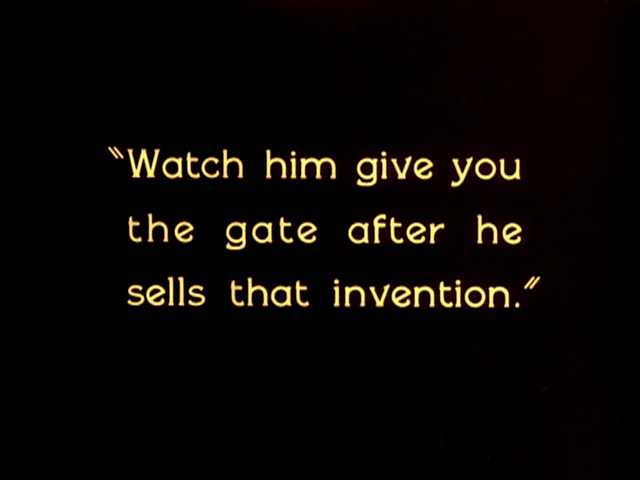 "Watch him give you
the gate after he
sells that invention."